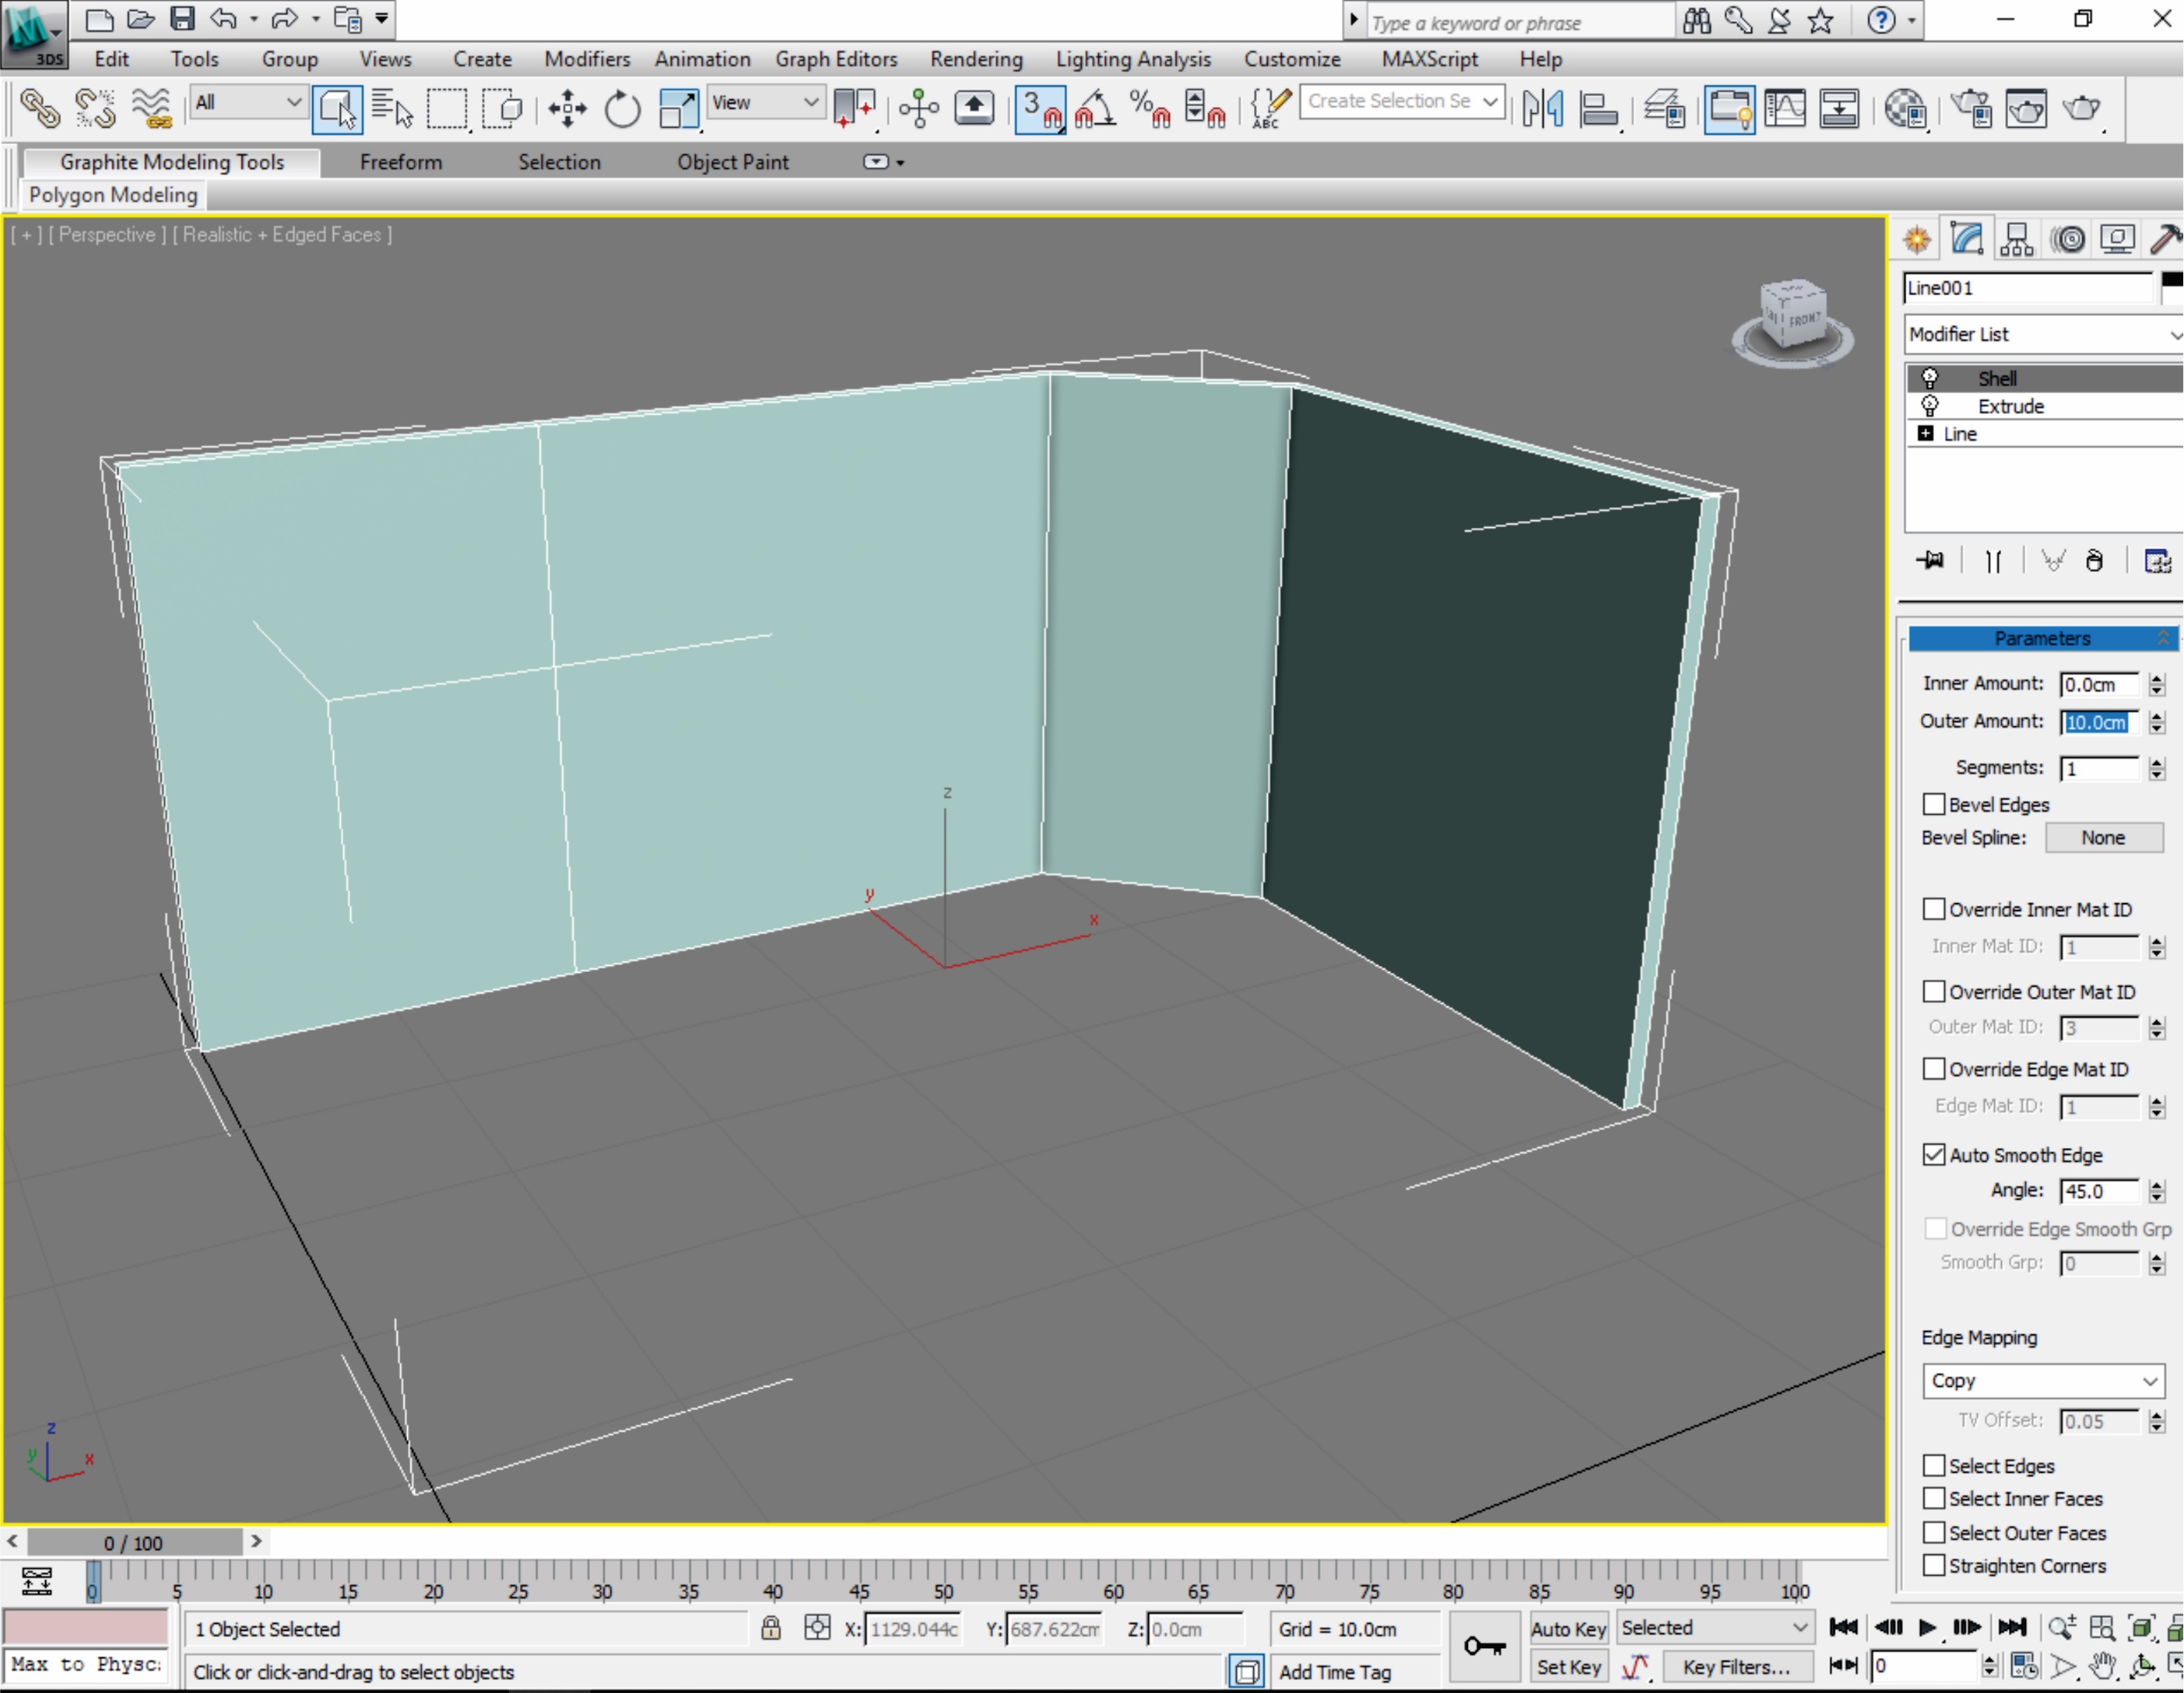 Type a keyword or phrase
3DS
Edit Tools Group Views Create Modifiers Animation Graph Editors Rendering Lighting Analysis Customize MAXScript Help
All
View
3
%
ABC
Create Selection Se
Graphite Modeling Tools Freeform Selection Object Paint
Polygon Modeling
[ + ] [ Perspective ] [ Realistic + Edged Faces ]
FRONT
z
y
x
z
y
x
Line001
Modifier List
Shell
Extrude
Line
Parameters
Inner Amount: 0.0cm
Outer Amount: 10.0cm
Segments: 1
Bevel Edges
Bevel Spline: None
Override Inner Mat ID
Inner Mat ID: 1
Override Outer Mat ID
Outer Mat ID: 3
Override Edge Mat ID
Edge Mat ID: 1
Auto Smooth Edge
Angle: 45.0
Override Edge Smooth Grp
Smooth Grp: 0
Edge Mapping
Copy
TV Offset: 0.05
Select Edges
Select Inner Faces
Select Outer Faces
Straighten Corners
0 / 100
0 5 10 15 20 25 30 35 40 45 50 55 60 65 70 75 80 85 90 95 100
1 Object Selected X: 1129.044c Y: 687.622cm Z: 0.0cm Grid = 10.0cm Auto Key Selected
Max to Physc: Click or click-and-drag to select objects Add Time Tag Set Key Key Filters... 0